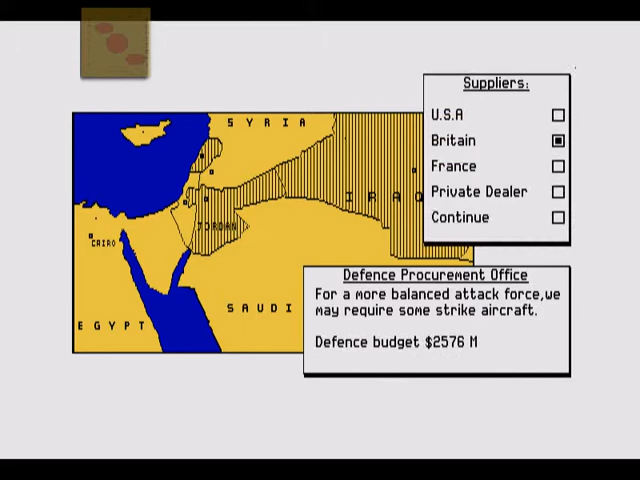 Suppliers:
U.S.A
Britain
France
Private Dealer
Continue
SYRIA
IRAQ
JORDAN
CAIRO
EGYPT
SAUDI
Defence Procurement Office
For a more balanced attack force,we
may require some strike aircraft.
Defence budget $2576 M